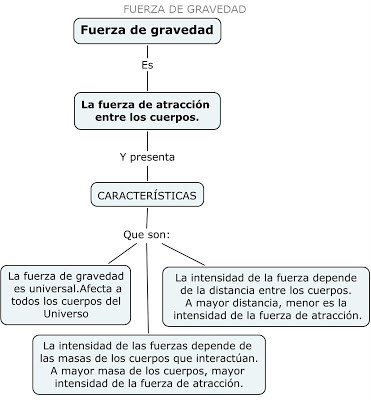 FUERZA DE GRAVEDAD
Fuerza de gravedad
Es
La fuerza de atracción
entre los cuerpos.
Y presenta
CARACTERÍSTICAS
Que son:
La fuerza de gravedad
es universal.Afecta a
todos los cuerpos del
Universo
La intensidad de las fuerzas depende de
las masas de los cuerpos que interactúan.
A mayor masa de los cuerpos, mayor
intensidad de la fuerza de atracción.
La intensidad de la fuerza depende
de la distancia entre los cuerpos.
A mayor distancia, menor es la
intensidad de la fuerza de atracción.